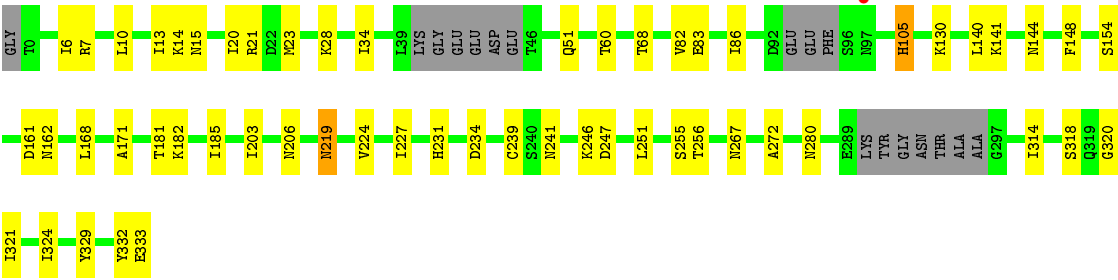 GLY T0 I6 R7 L10 I13 K14 N15 I20 R21 D22 M23 K28 I34 L39 LYS GLY GLU GLU ASP GLU T46 Q51 T60 T68 V82 E83 I86 D92 GLU GLU PHE S96 N97 H105 K130 L140 K141 N144 F148 S154
D161 N162 L168 A171 T181 K182 I185 I203 N206 N219 V224 I227 H231 D234 C239 S240 N241 K246 D247 L251 S255 T256 N267 A272 N280 E289 LYS TYR GLY ASN THR ALA ALA G297 I314 S318 Q319 G320
I321 I324 Y329 Y332 E333